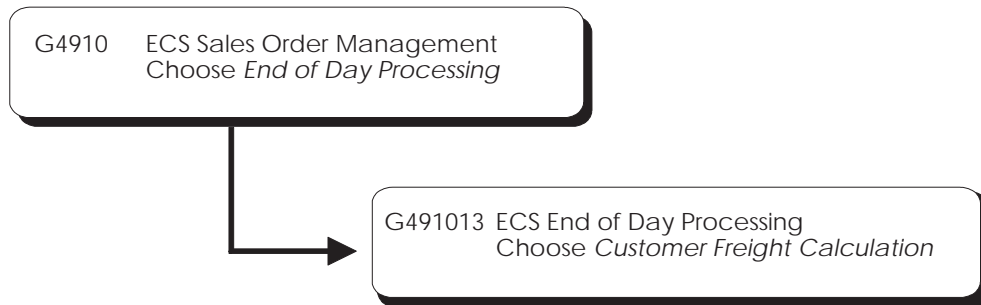 G4910 ECS Sales Order Management
Choose End of Day Processing
G491013 ECS End of Day Processing
Choose Customer Freight Calculation